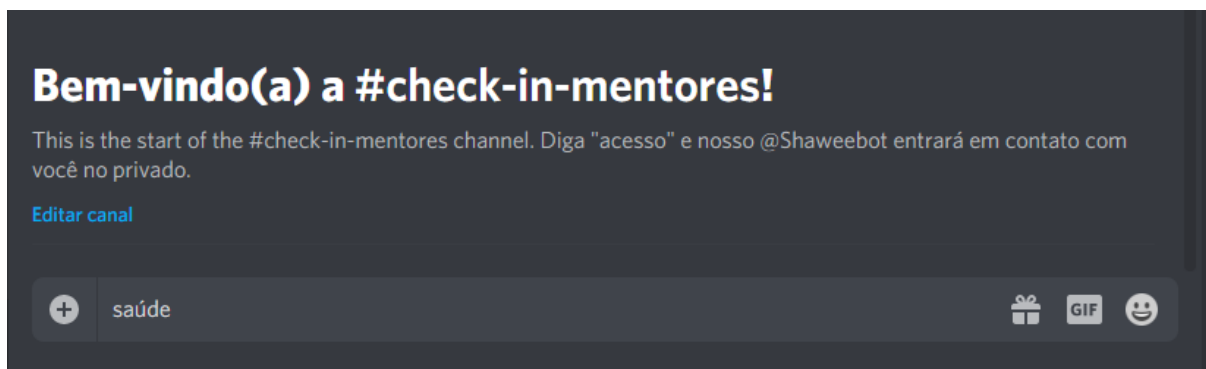 Bem-vindo(a) a #check-in-mentores!
This is the start of the #check-in-mentores channel. Diga "acesso" e nosso @Shaweebot entrará em contato com
você no privado.
Editar canal
saúde
GIF